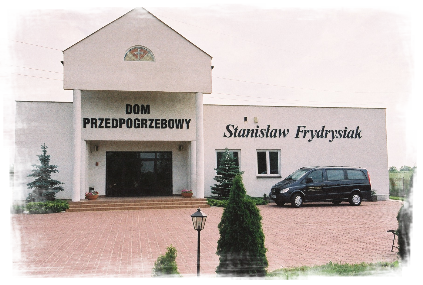 DOM
PRZEDPOGRZEBOWY
Stanisław Frydrysiak